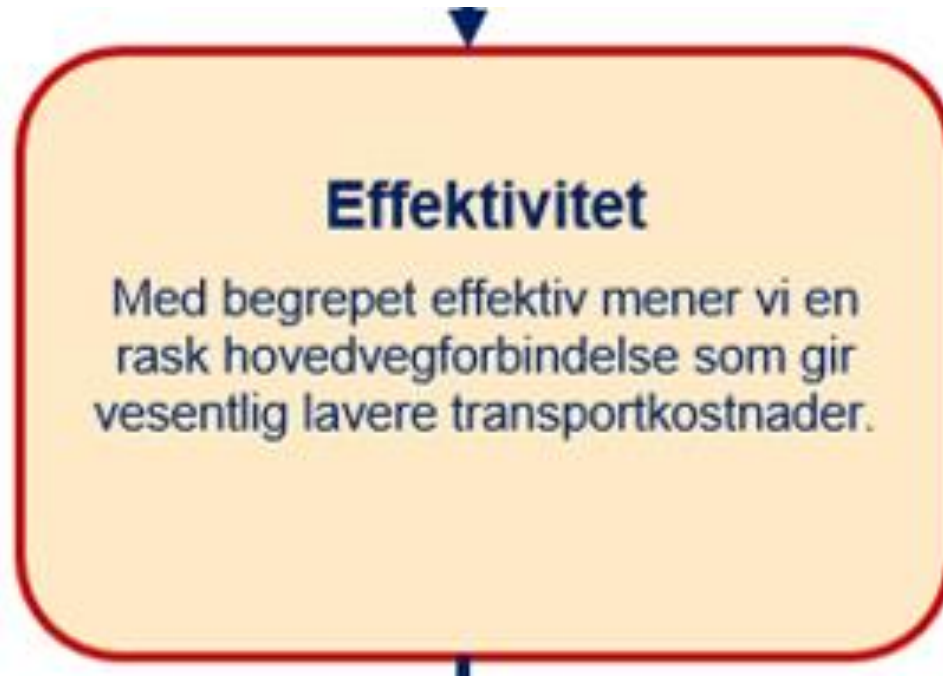 Effektivitet
Med begrepet effektiv mener vi en
rask hovedvegforbindelse som gir
vesentlig lavere transportkostnader.